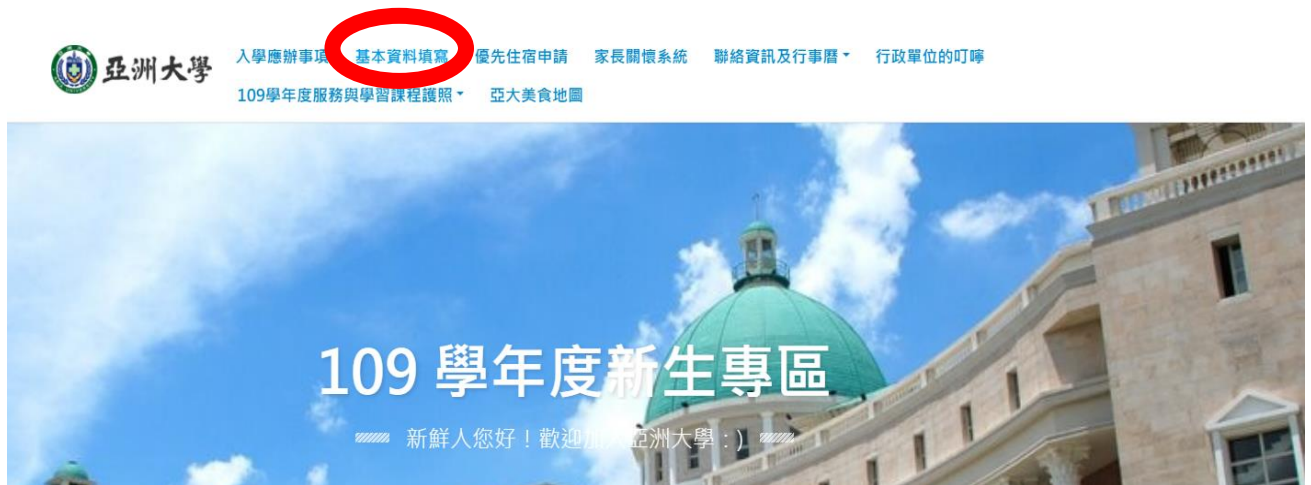 亞洲大學
入學應辦事項 基本資料填寫 優先住宿申請 家長關懷系統 聯絡資訊及行事曆 行政單位的叮嚀
109學年度服務與學習課程護照 亞大美食地圖
109 學年度新生專區
新鮮人您好！歡迎加入亞洲大學：）